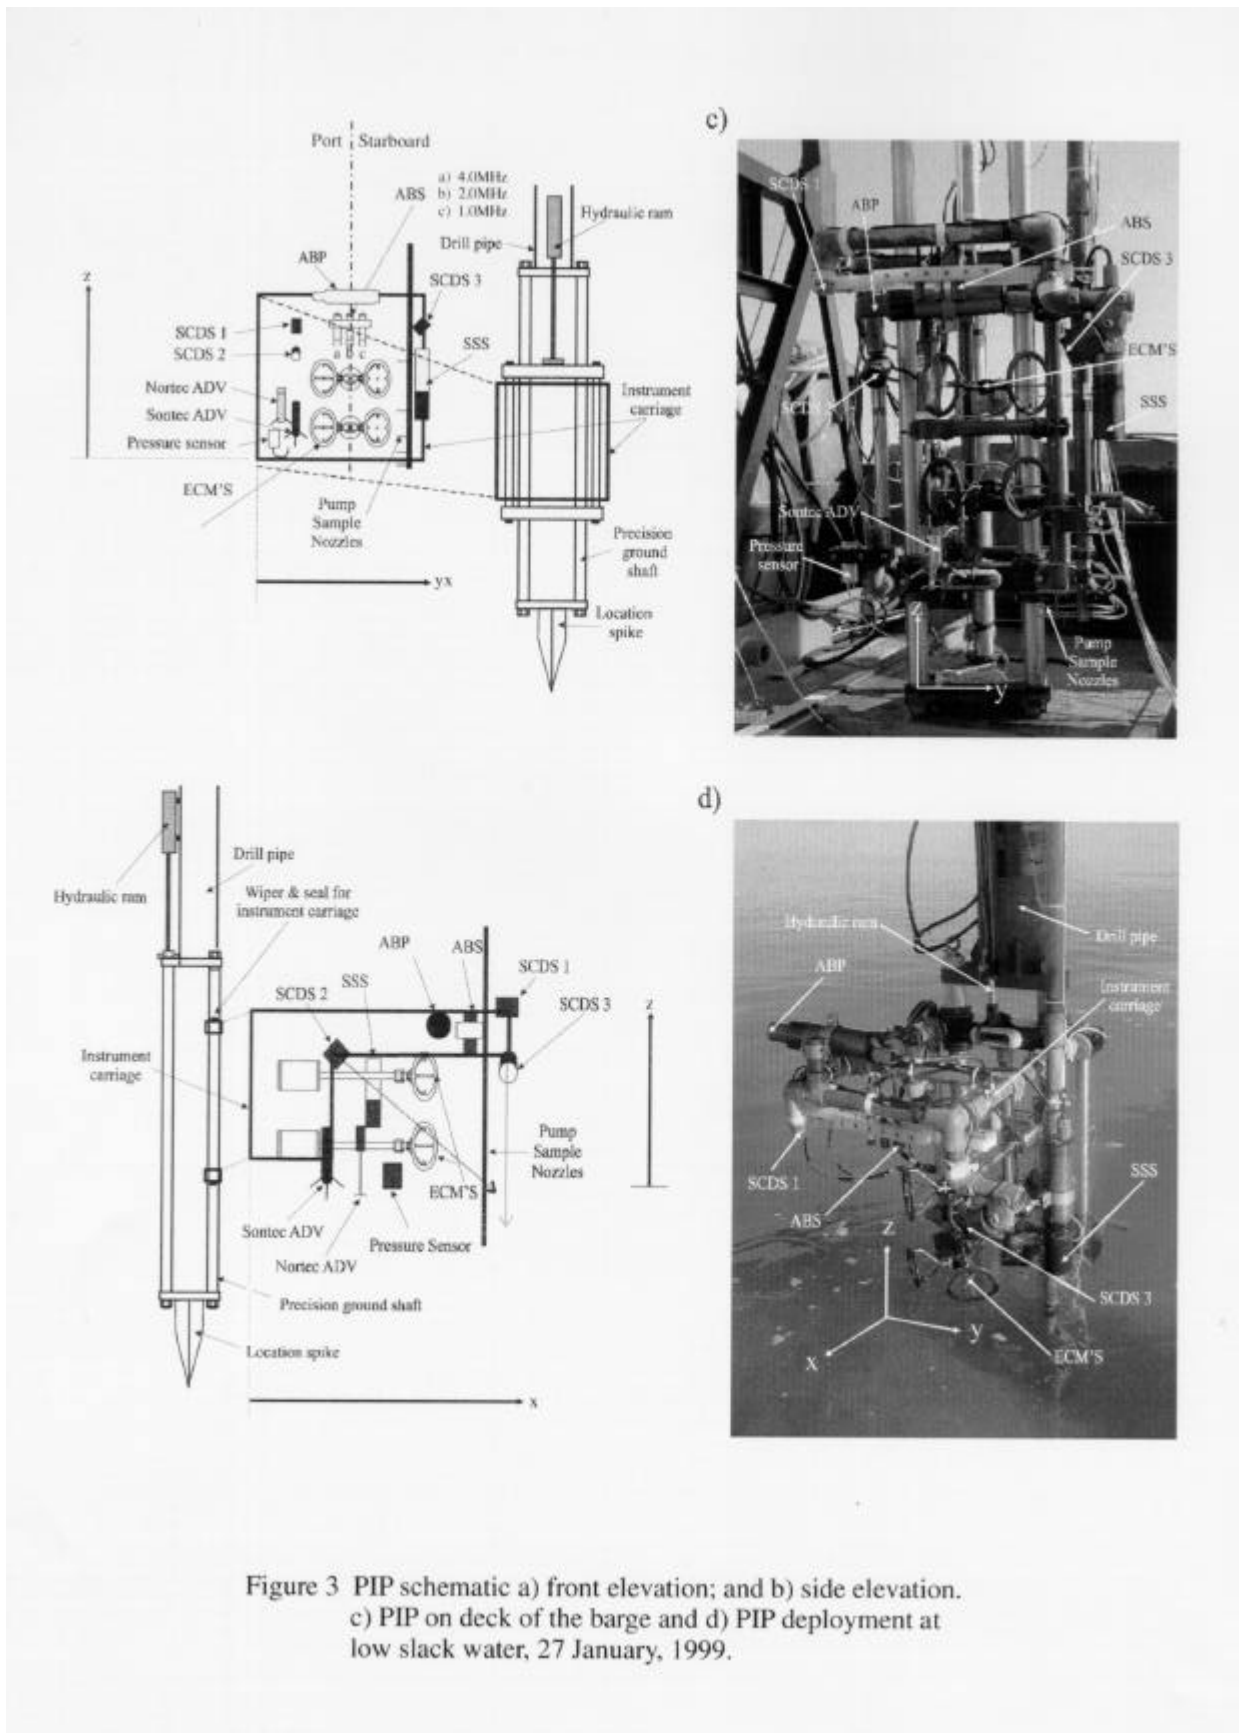 Port Starboard
a) 4.0MHz
ABS b) 2.0MHz
c) 1.0MHz
Hydraulic ram
Drill pipe
ABP
z
SCDS 3
SCDS 1
SCDS 2
a b c
SSS
Nortec ADV
Sontec ADV
Pressure sensor
Instrument
carriage
ECM'S
Pump
Sample
Nozzles
Precision
ground
shaft
yx
Location
spike
c)
SCDS 1
ABP
ABS
SCDS 3
ECM'S
SSS
Sontec ADV
Pressure
sensor
z
y
Pump
Sample
Nozzles
Drill pipe
Hydraulic ram
Wiper & seal for
instrument carriage
ABP
ABS
SCDS 1
SSS
SCDS 2
SCDS 3
z
Instrument
carriage
Pump
Sample
Nozzles
ECM'S
Sontec ADV
Pressure Sensor
Nortec ADV
Precision ground shaft
Location spike
x
d)
Hydraulic ram
Drill pipe
ABP
Instrument
carriage
SCDS 1
SSS
ABS
z
SCDS 3
y
x
ECM'S
Figure 3 PIP schematic a) front elevation; and b) side elevation.
c) PIP on deck of the barge and d) PIP deployment at
low slack water, 27 January, 1999.